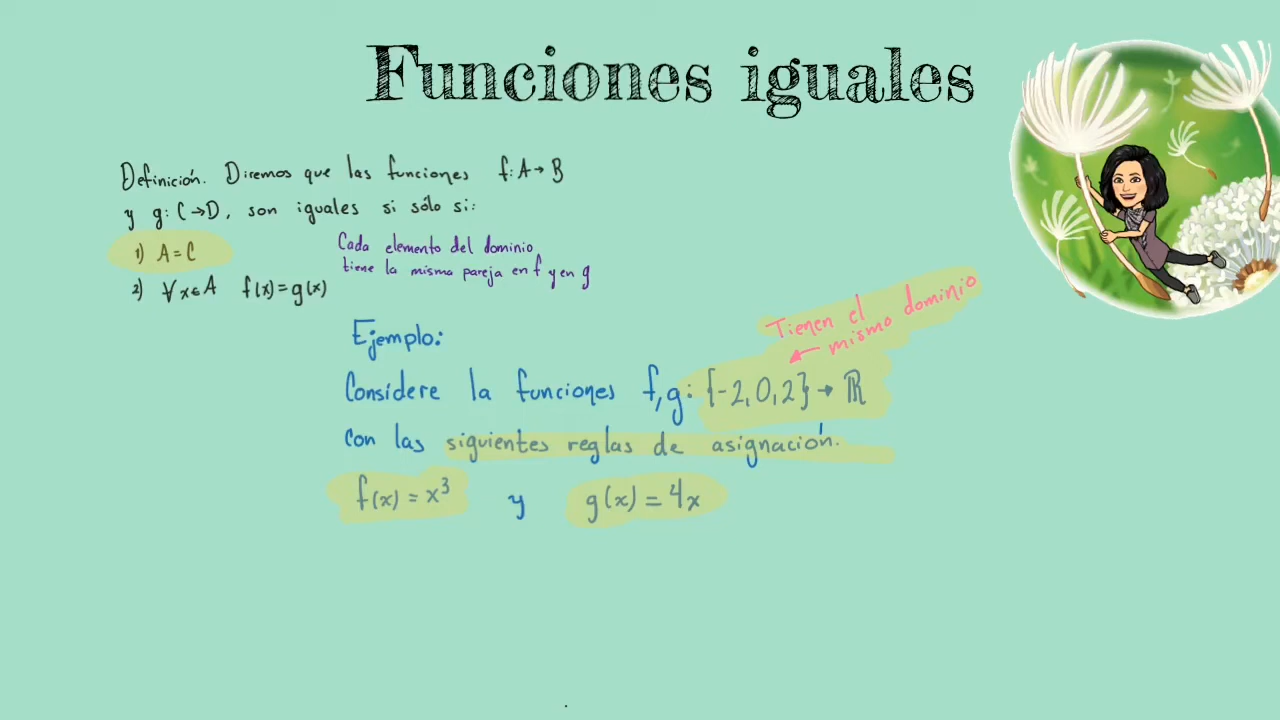 Funciones iguales
Definición. Diremos que las funciones f: A → B
y g: C → D, son iguales si sólo si:
1) A = C
2) ∀ x ∈ A f(x) = g(x)
Cada elemento del dominio
tiene la misma pareja en f y en g
Tienen el
mismo dominio
Ejemplo:
Considere la funciones f,g: {-2, 0, 2} → ℝ
con las siguientes reglas de asignación.
f(x) = x³ y g(x) = 4x